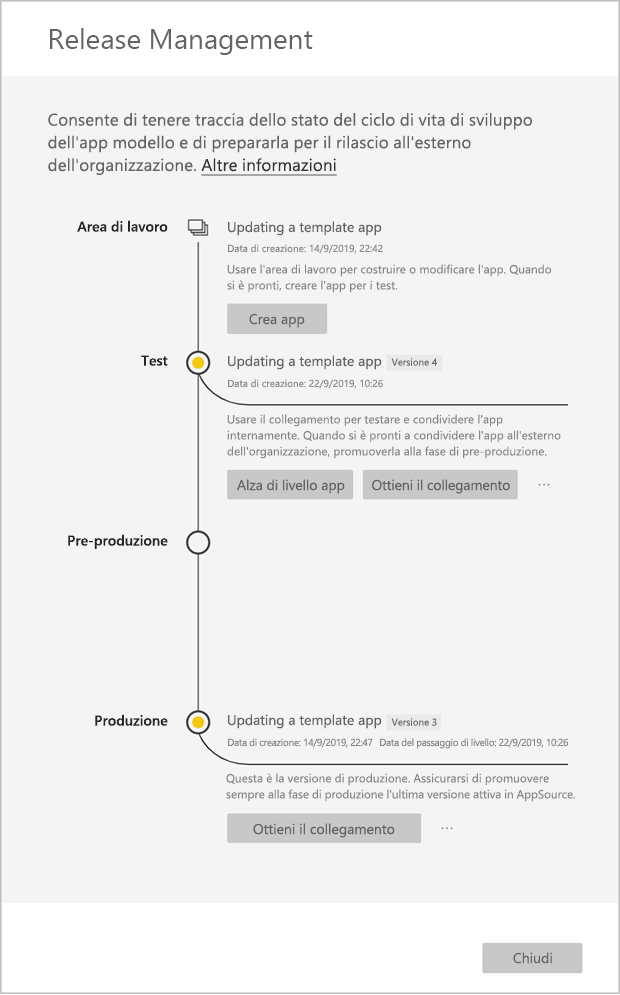 Release Management
Consente di tenere traccia dello stato del ciclo di vita di sviluppo
dell'app modello e di prepararla per il rilascio all'esterno
dell'organizzazione. Altre informazioni
Area di lavoro
Updating a template app
Data di creazione: 14/9/2019, 22:42
Usare l'area di lavoro per costruire o modificare l'app. Quando
si è pronti, creare l'app per i test.
Crea app
Test
Updating a template app Versione 4
Data di creazione: 22/9/2019, 10:26
Usare il collegamento per testare e condividere l'app
internamente. Quando si è pronti a condividere l'app all'esterno
dell'organizzazione, promuoverla alla fase di pre-produzione.
Alza di livello app Ottieni il collegamento ...
Pre-produzione
Produzione
Updating a template app Versione 3
Data di creazione: 14/9/2019, 22:47 Data del passaggio di livello: 22/9/2019, 10:26
Questa è la versione di produzione. Assicurarsi di promuovere
sempre alla fase di produzione l'ultima versione attiva in AppSource.
Ottieni il collegamento ...
Chiudi